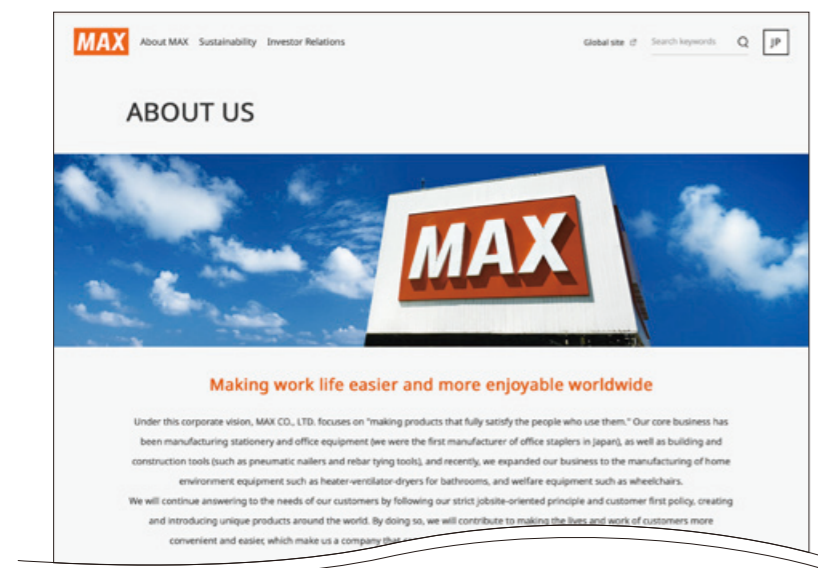 MAX About MAX Sustainability Investor Relations Global site Search keywords JP
ABOUT US
MAX
Making work life easier and more enjoyable worldwide
Under this corporate vision, MAX CO., LTD. focuses on "making products that fully satisfy the people who use them." Our core business has
been manufacturing stationery and office equipment (we were the first manufacturer of office staplers in Japan), as well as building and
construction tools (such as pneumatic nailers and rebar tying tools), and recently, we expanded our business to the manufacturing of home
environment equipment such as heater-ventilator-dryers for bathrooms, and welfare equipment such as wheelchairs.
We will continue answering to the needs of our customers by following our strict jobsite-oriented principle and customer first policy, creating
and introducing unique products around the world. By doing so, we will contribute to making the lives and work of customers more
convenient and easier, which make us a company that